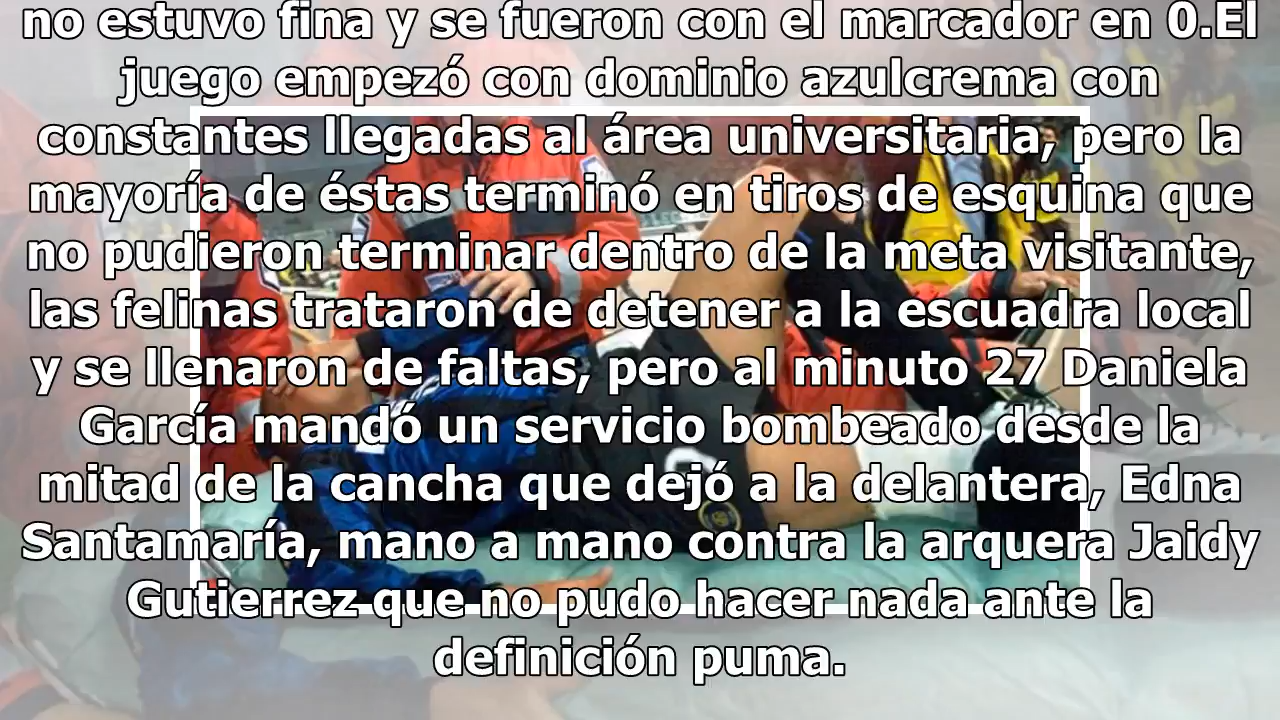 no estuvo fina y se fueron con el marcador en 0.El
juego empezó con dominio azulcrema con
constantes llegadas al área universitaria, pero la
mayoría de éstas terminó en tiros de esquina que
no pudieron terminar dentro de la meta visitante,
las felinas trataron de detener a la escuadra local
y se llenaron de faltas, pero al minuto 27 Daniela
García mandó un servicio bombeado desde la
mitad de la cancha que dejó a la delantera, Edna
Santamaría, mano a mano contra la arquera Jaidy
Gutierrez que no pudo hacer nada ante la
definición puma.